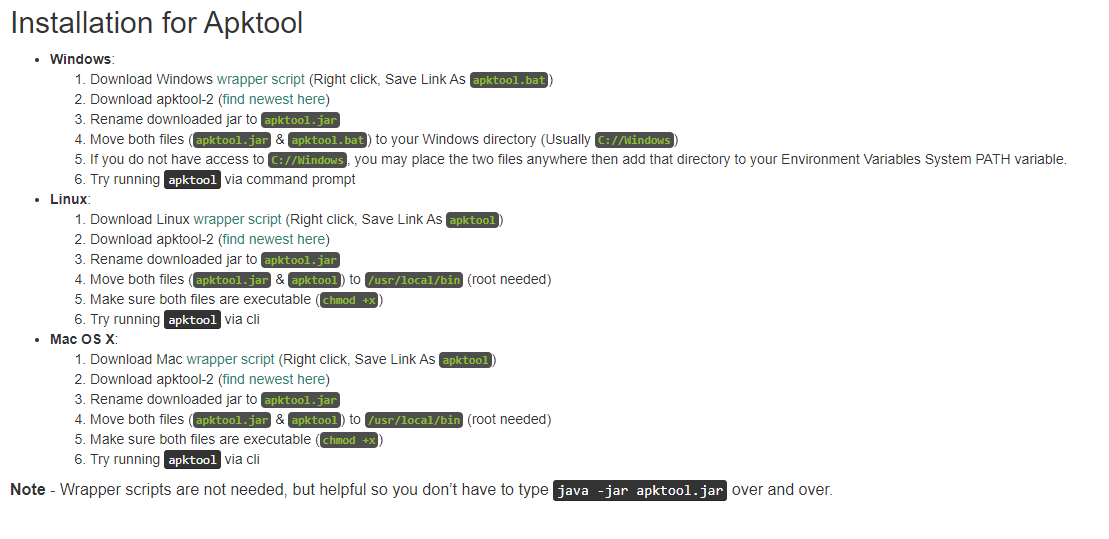 Installation for Apktool
• Windows:
1. Download Windows wrapper script (Right click, Save Link As apktool.bat)
2. Download apktool-2 (find newest here)
3. Rename downloaded jar to apktool.jar
4. Move both files (apktool.jar & apktool.bat) to your Windows directory (Usually C://Windows)
5. If you do not have access to C://Windows, you may place the two files anywhere then add that directory to your Environment Variables System PATH variable.
6. Try running apktool via command prompt
• Linux:
1. Download Linux wrapper script (Right click, Save Link As apktool)
2. Download apktool-2 (find newest here)
3. Rename downloaded jar to apktool.jar
4. Move both files (apktool.jar & apktool) to /usr/local/bin (root needed)
5. Make sure both files are executable (chmod +x)
6. Try running apktool via cli
• Mac OS X:
1. Download Mac wrapper script (Right click, Save Link As apktool)
2. Download apktool-2 (find newest here)
3. Rename downloaded jar to apktool.jar
4. Move both files (apktool.jar & apktool) to /usr/local/bin (root needed)
5. Make sure both files are executable (chmod +x)
6. Try running apktool via cli
Note - Wrapper scripts are not needed, but helpful so you don’t have to type java -jar apktool.jar over and over.